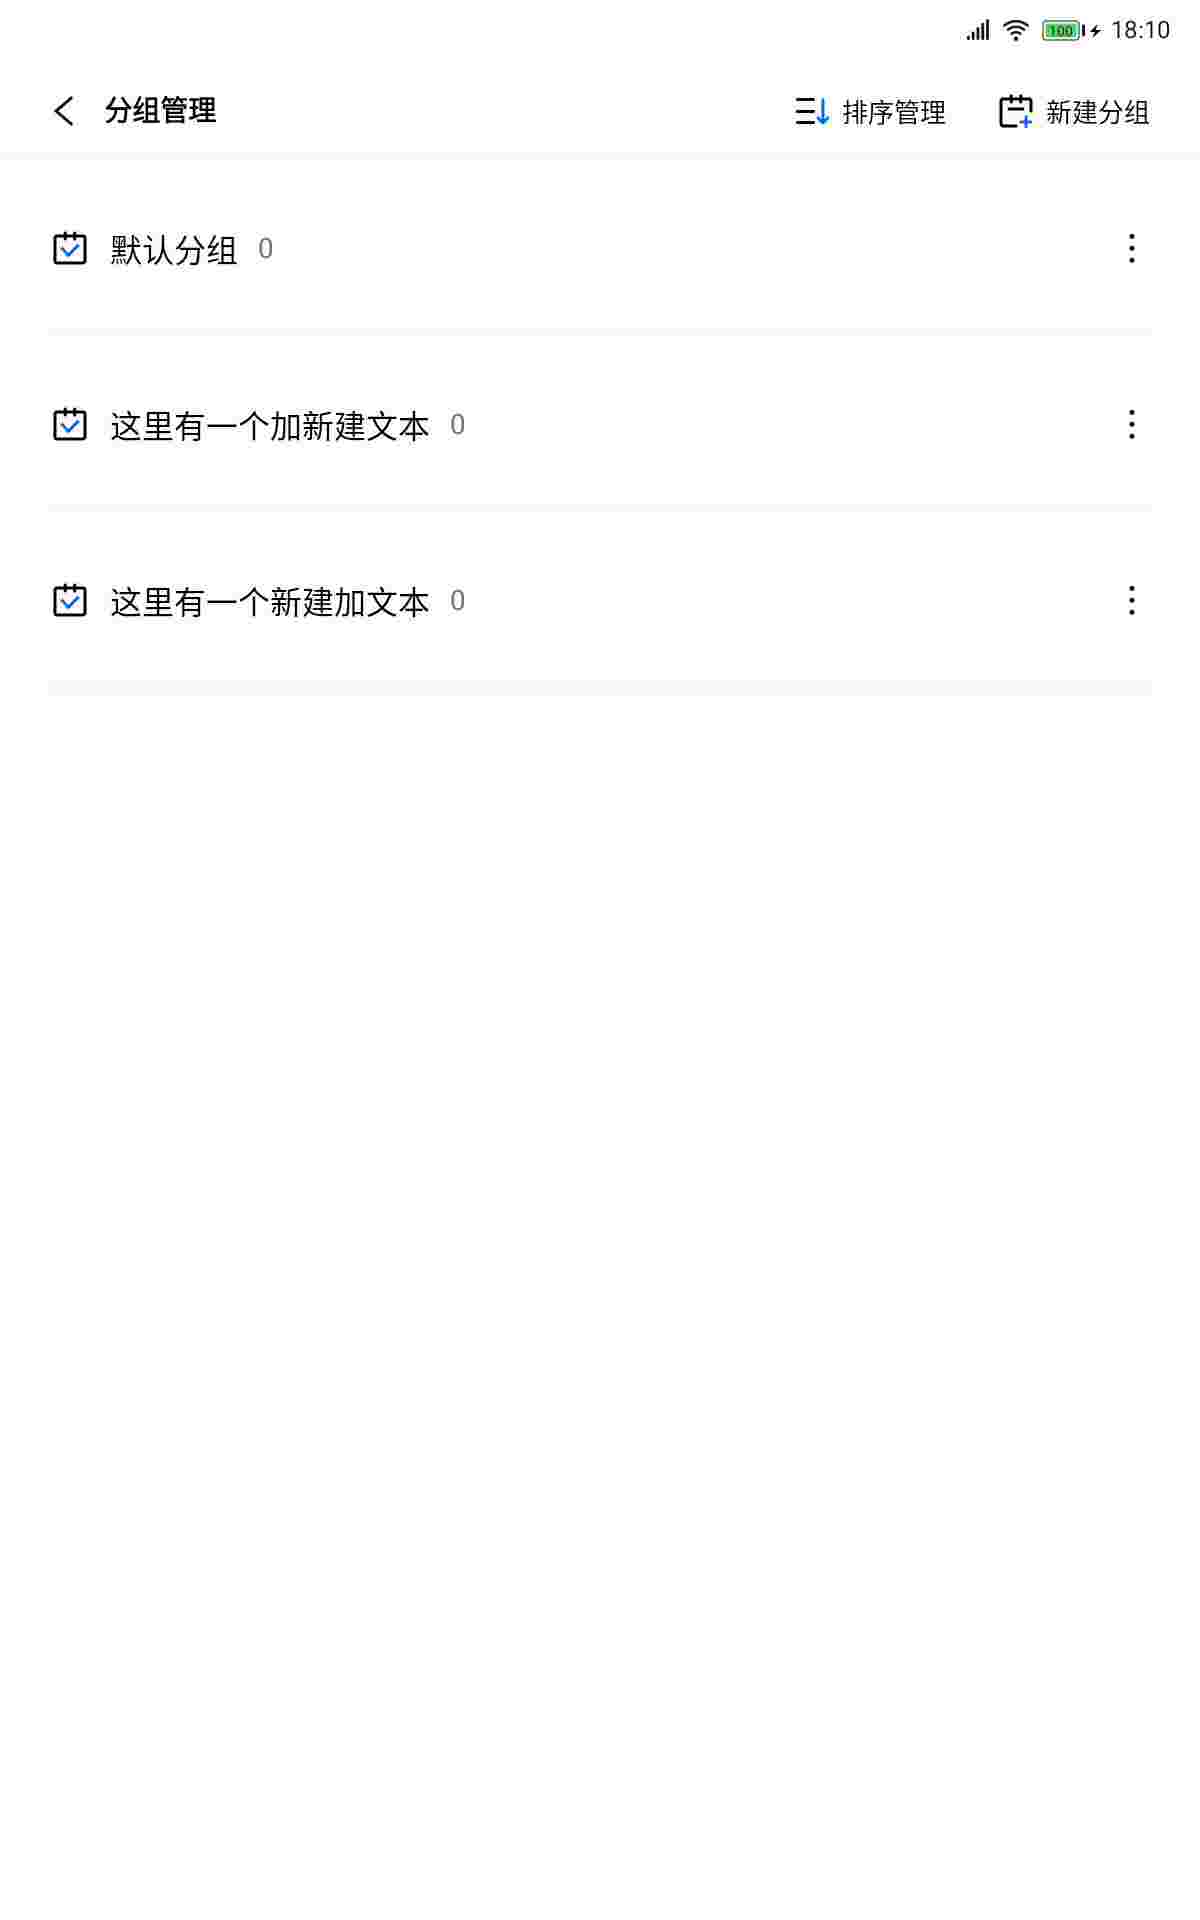 100 18:10
分组管理 排序管理 新建分组
默认分组 0
这里有一个加新建文本 0
这里有一个新建加文本 0